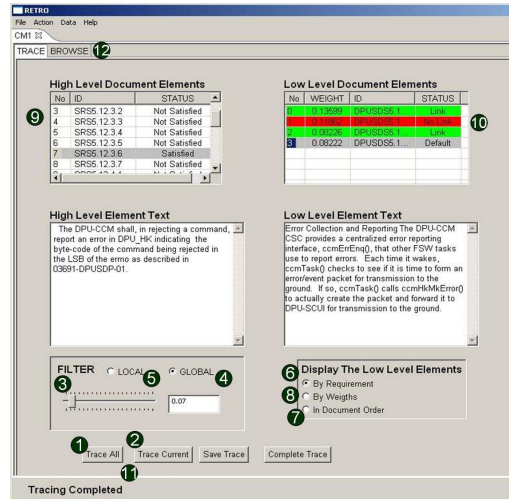 RETRO
File Action Data Help
CM1
TRACE BROWSE 12
High Level Document Elements
No ID STATUS
3 SRS5.12.3.2 Not Satisfied
4 SRS5.12.3.3 Not Satisfied
5 SRS5.12.3.4 Not Satisfied
6 SRS5.12.3.5 Not Satisfied
7 SRS5.12.3.6 Satisfied
8 SRS5.12.3.7 Not Satisfied
9
Low Level Document Elements
No WEIGHT ID STATUS
0 0.13599 DPUSDS5.1... Link
1 DPUSDS5.1... No Link
2 0.08226 DPUSDS5.1... Link
3 0.08222 DPUSDS5.1... Default
10
High Level Element Text
The DPU-CCM shall, in rejecting a command,
report an error in DPU_HK indicating the
byte-code of the command being rejected in
the LSB of the errno as described in
03691-DPUSDP-01.
Low Level Element Text
Error Collection and Reporting The DPU-CCM
CSC provides a centralized error reporting
interface, ccmErrEnq(), that other FSW tasks
use to report errors. Each time it wakes,
ccmTask() checks to see if it is time to form an
error/event packet for transmission to the
ground. If so, ccmTask() calls ccmHkMkError()
to actually create the packet and forward it to
DPU-SCUI for transmission to the ground.
FILTER LOCAL GLOBAL
3 5 4
0.07
Display The Low Level Elements
6 By Requirement
8 By Weigths
7 In Document Order
1 2
Trace All Trace Current Save Trace Complete Trace
11
Tracing Completed